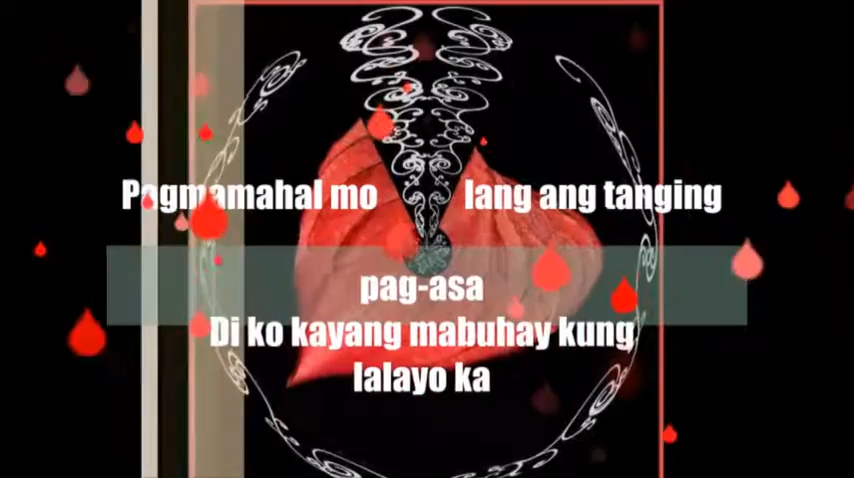 Pagmamahal mo lang ang tanging
pag-asa
Di ko kayang mabuhay kung
lalayo ka